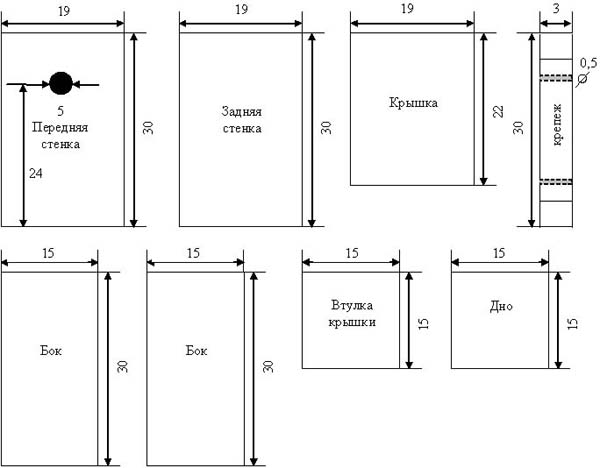 19
19
19
3
5
Передняя
стенка
24
30
Задняя
стенка
30
Крышка
22
30
крепеж
0,5
15
15
15
15
Бок
30
Бок
30
Втулка
крышки
15
Дно
15